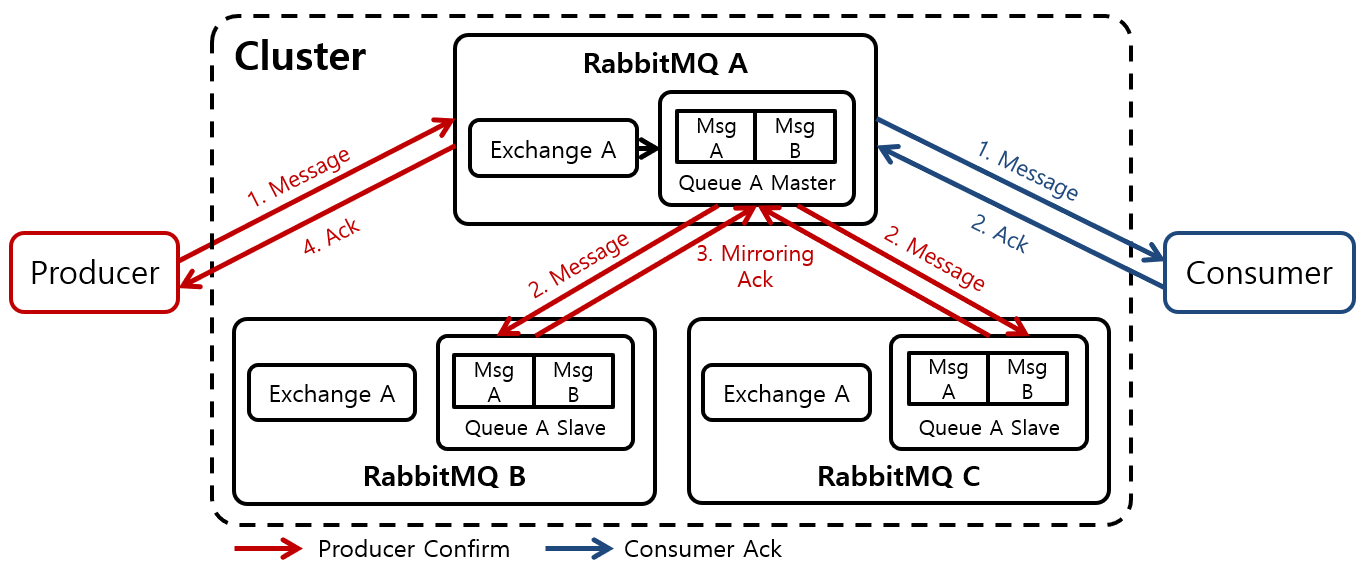 Cluster
RabbitMQ A
Exchange A
Msg
A
Msg
B
Queue A Master
1. Message
4. Ack
Producer
1. Message
2. Ack
Consumer
2. Message
3. Mirroring
Ack
2. Message
Exchange A
Msg
A
Msg
B
Queue A Slave
RabbitMQ B
Exchange A
Msg
A
Msg
B
Queue A Slave
RabbitMQ C
Producer Confirm
Consumer Ack